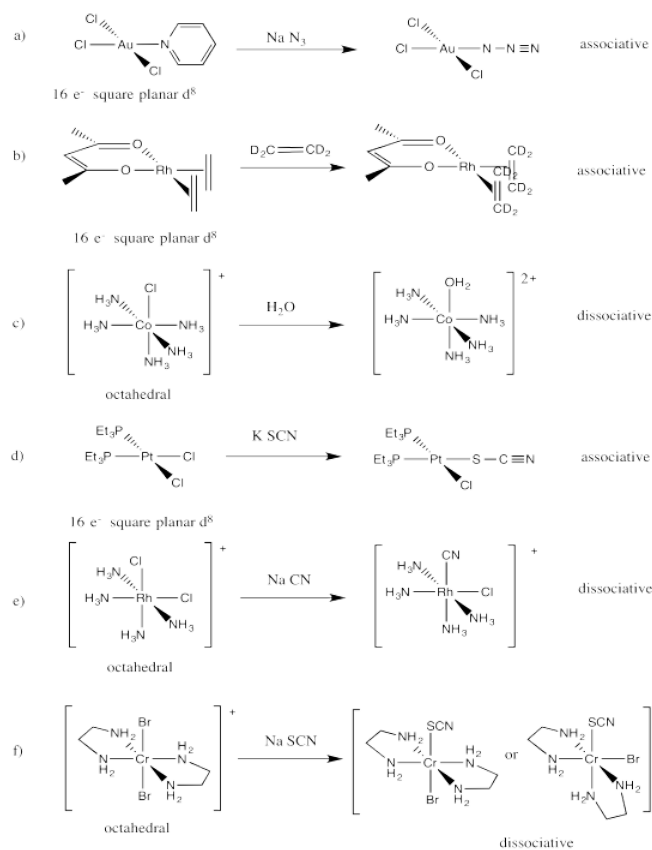 a)
Cl
Cl
Au
N
Cl
16 e⁻ square planar d⁸
Na N₃
Cl
Cl
Au
N
N
N
Cl
associative
b)
O
O
Rh
16 e⁻ square planar d⁸
D₂C
CD₂
O
O
Rh
CD₂
CD₂
CD₂
CD₂
associative
c)
Cl
H₃N
H₃N
Co
NH₃
NH₃
NH₃
+
octahedral
H₂O
OH₂
H₃N
H₃N
Co
NH₃
NH₃
NH₃
2+
dissociative
d)
Et₃P
Et₃P
Pt
Cl
Cl
16 e⁻ square planar d⁸
K SCN
Et₃P
Et₃P
Pt
S
C
N
Cl
associative
e)
Cl
H₃N
H₃N
Rh
Cl
NH₃
H₃N
+
octahedral
Na CN
CN
H₃N
H₃N
Rh
Cl
NH₃
NH₃
+
dissociative
f)
Br
NH₂
N
H₂
Cr
H₂
N
N
H₂
Br
+
octahedral
Na SCN
SCN
NH₂
N
H₂
Cr
H₂
N
N
H₂
Br
or
SCN
NH₂
N
H₂
Cr
Br
NH₂
H₂N
dissociative